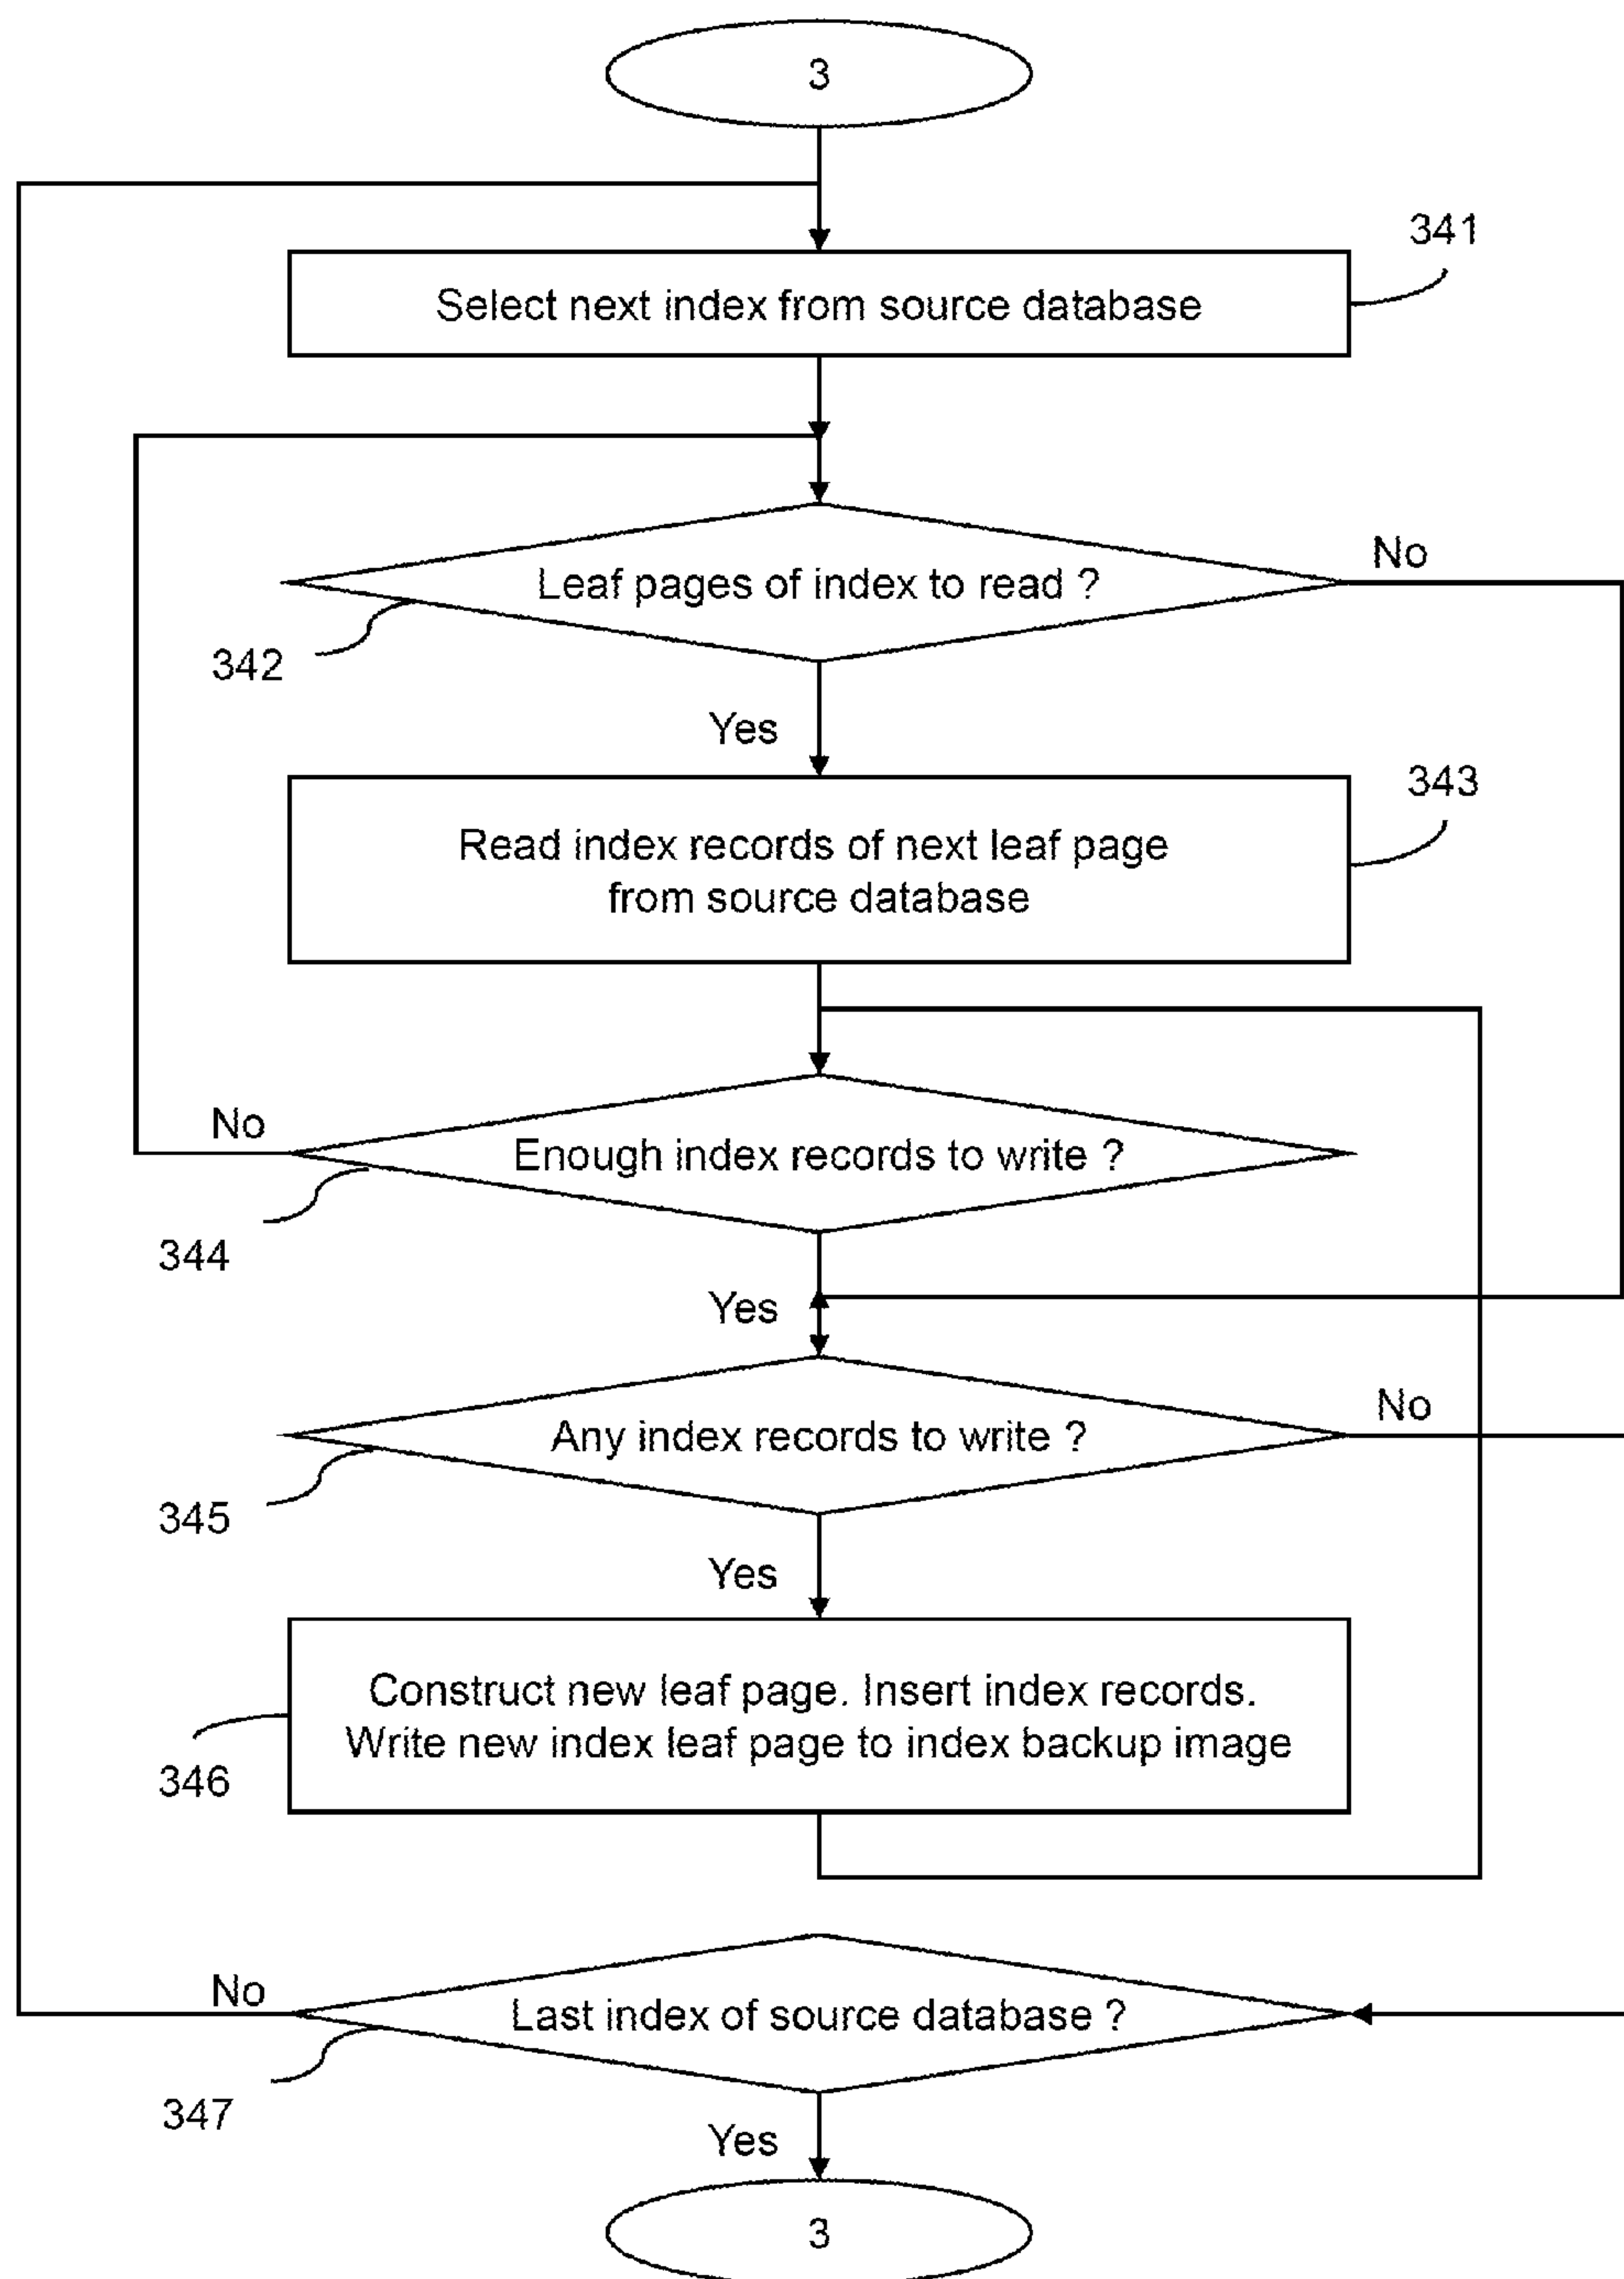 3
341
Select next index from source database
No
Leaf pages of index to read ?
342
Yes
343
Read index records of next leaf page
from source database
No
Enough index records to write ?
344
Yes
No
Any index records to write ?
345
Yes
Construct new leaf page. Insert index records.
Write new index leaf page to index backup image
346
No
Last index of source database ?
347
Yes
3